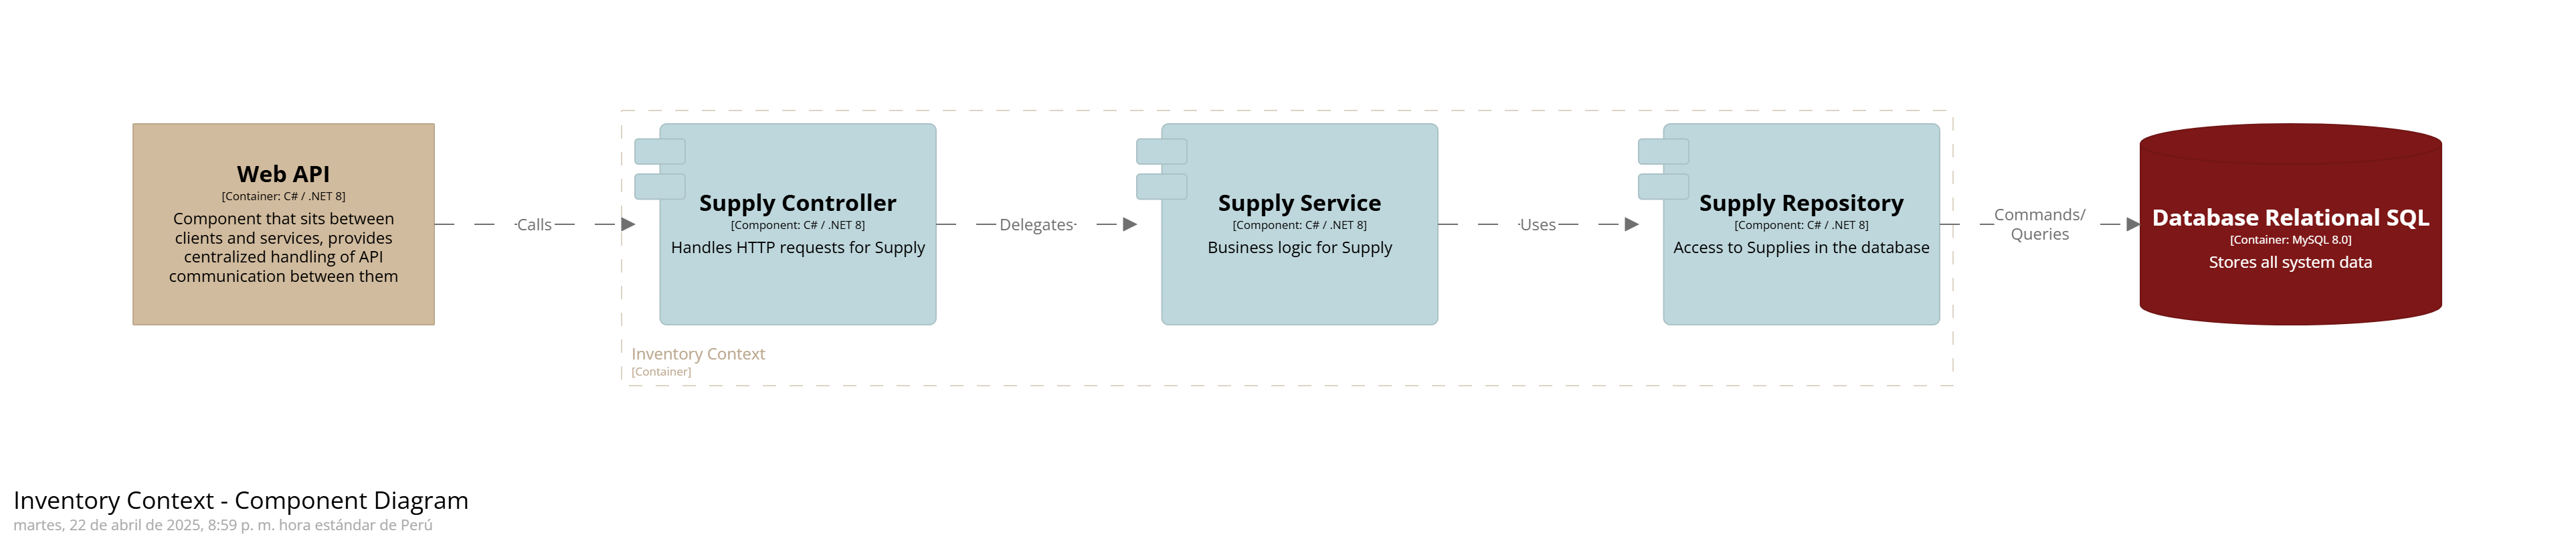 Web API
[Container: C# / .NET 8]
Component that sits between
clients and services, provides
centralized handling of API
communication between them
Calls
Supply Controller
[Component: C# / .NET 8]
Handles HTTP requests for Supply
Delegates
Supply Service
[Component: C# / .NET 8]
Business logic for Supply
Uses
Supply Repository
[Component: C# / .NET 8]
Access to Supplies in the database
Commands/
Queries
Database Relational SQL
[Container: MySQL 8.0]
Stores all system data
Inventory Context
[Container]
Inventory Context - Component Diagram
martes, 22 de abril de 2025, 8:59 p. m. hora estándar de Perú